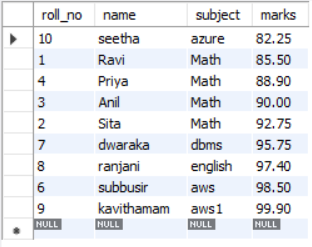 roll_no name subject marks
10 seetha azure 82.25
1 Ravi Math 85.50
4 Priya Math 88.90
3 Anil Math 90.00
2 Sita Math 92.75
7 dwaraka dbms 95.75
8 ranjani english 97.40
6 subbusir aws 98.50
9 kavithamam aws1 99.90
NULL NULL NULL NULL